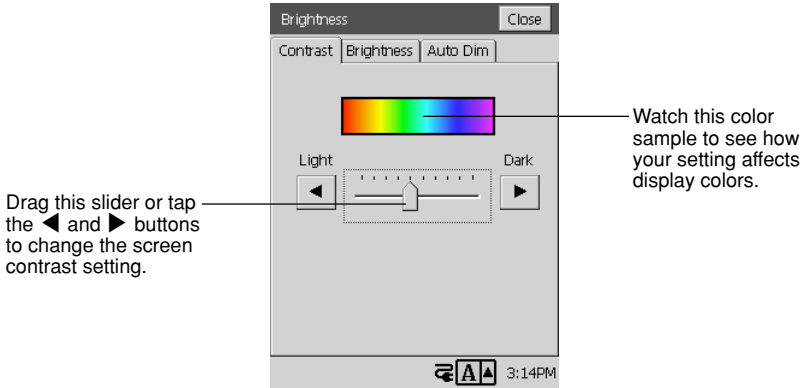 Brightness Close
Contrast Brightness Auto Dim
Light Dark
Watch this color
sample to see how
your setting affects
display colors.
Drag this slider or tap
the ◀ and ▶ buttons
to change the screen
contrast setting.
A 3:14PM